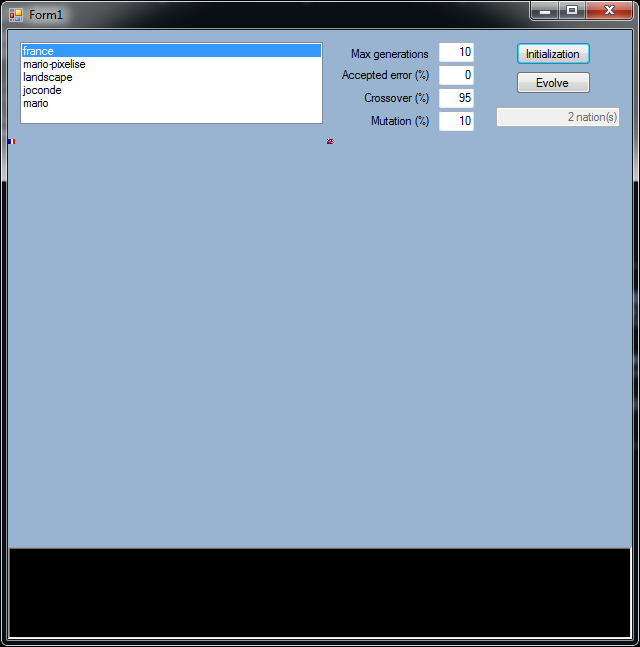 Form1
france
mario-pixelise
landscape
joconde
mario
Max generations 10
Accepted error (%) 0
Crossover (%) 95
Mutation (%) 10
Initialization
Evolve
2 nation(s)